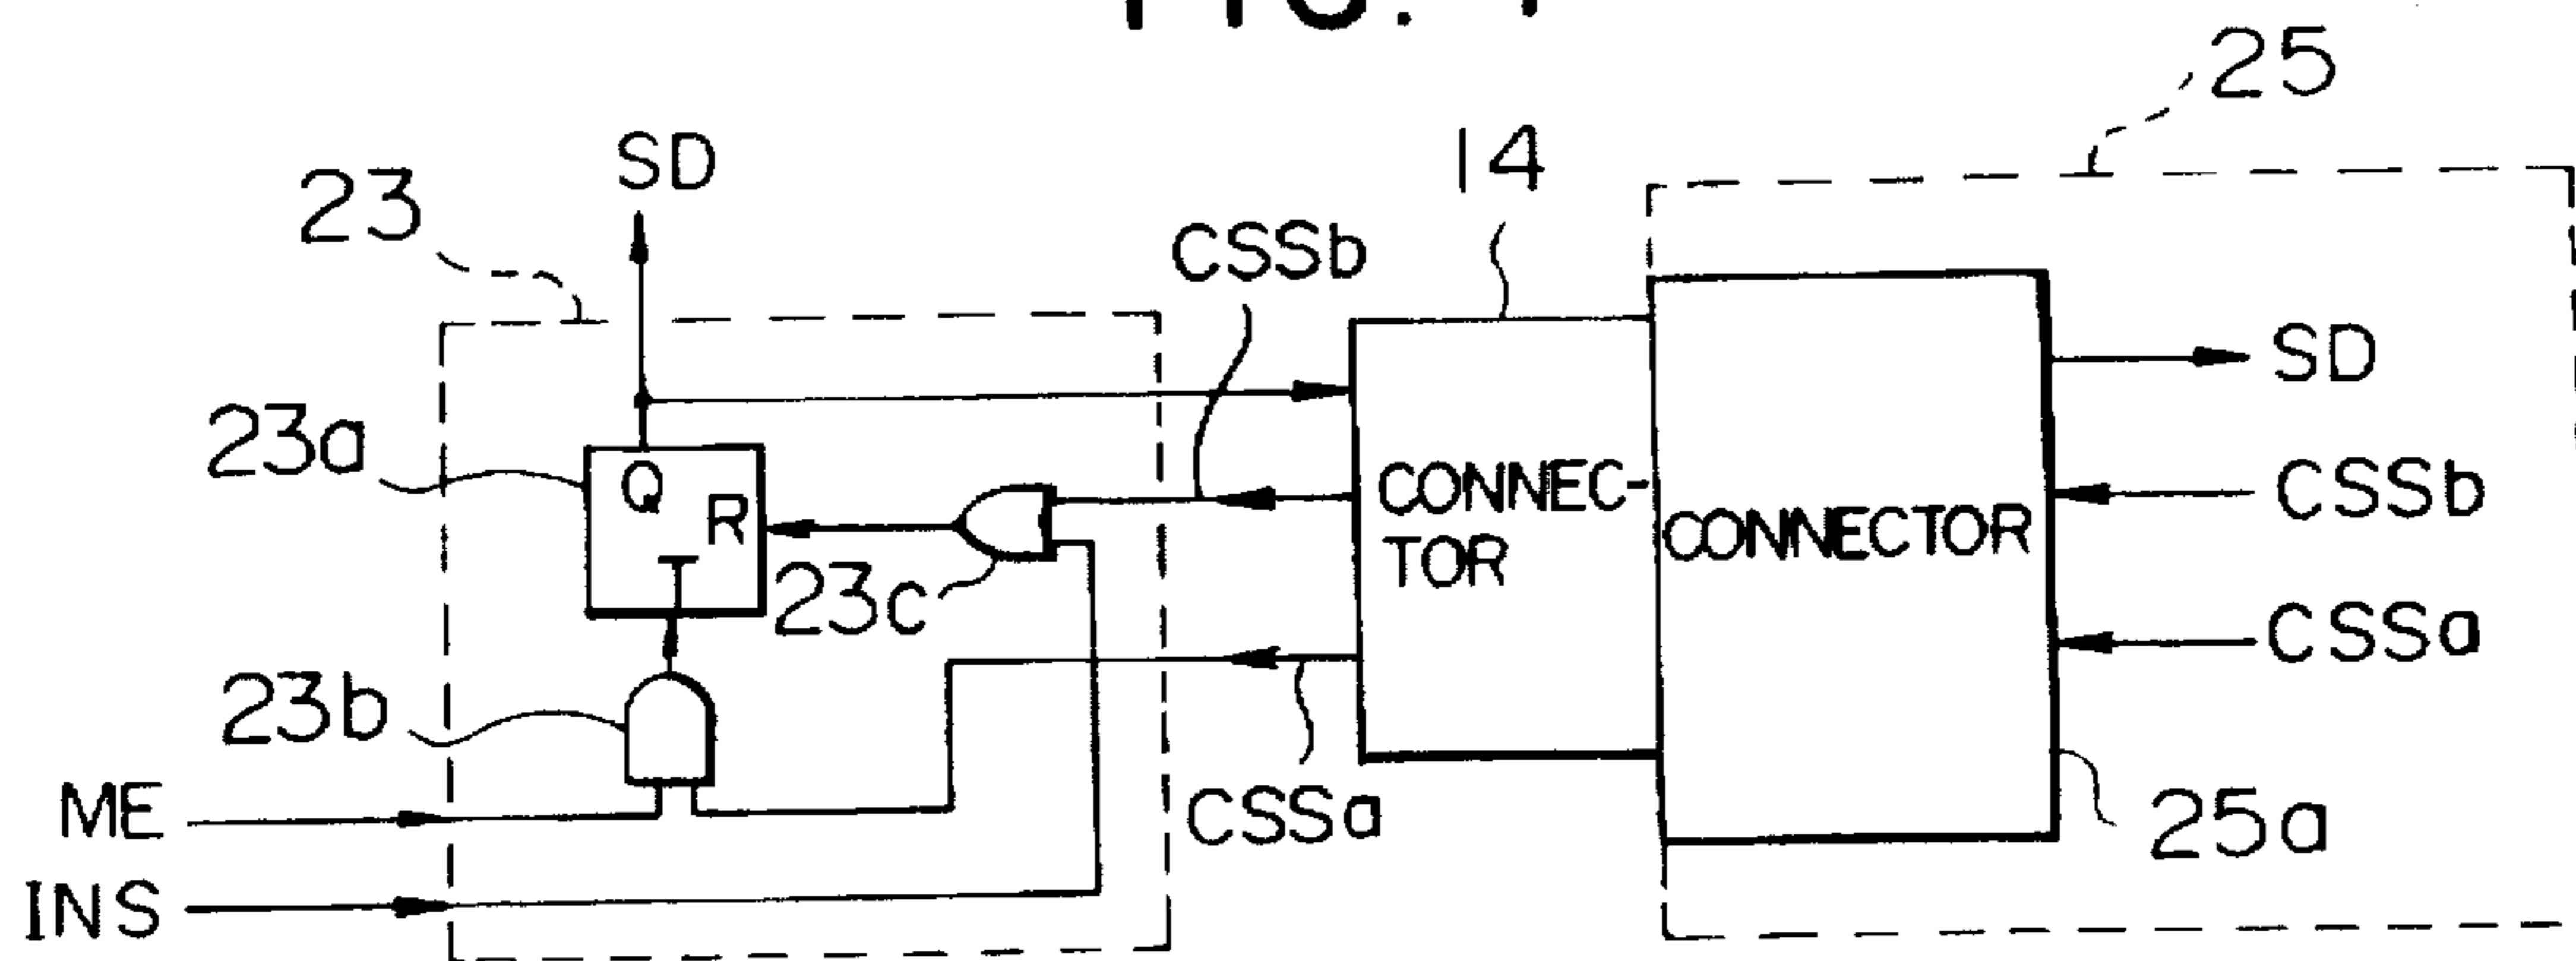 25
SD
14
23
CSSb
SD
23a
Q
R
CONNEC-
TOR
CONNECTOR
CSSb
T
23c
CSSa
23b
ME
CSSa
25a
INS